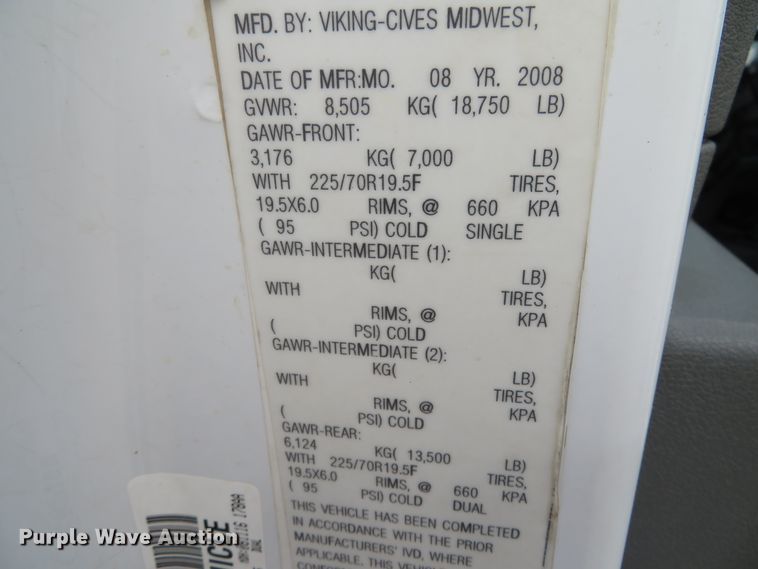 MFD. BY: VIKING-CIVES MIDWEST,
INC.
DATE OF MFR:MO. 08 YR. 2008
GVWR: 8,505 KG( 18,750 LB)
GAWR-FRONT:
3,176 KG( 7,000 LB)
WITH 225/70R19.5F TIRES,
19.5X6.0 RIMS, @ 660 KPA
( 95 PSI) COLD SINGLE
GAWR-INTERMEDIATE (1):
KG( LB)
WITH TIRES,
RIMS, @ KPA
( PSI) COLD
GAWR-INTERMEDIATE (2):
KG( LB)
WITH TIRES,
RIMS, @ KPA
( PSI) COLD
GAWR-REAR:
6,124 KG( 13,500 LB)
WITH 225/70R19.5F TIRES,
19.5X6.0 RIMS, @ 660 KPA
( 95 PSI) COLD DUAL
THIS VEHICLE HAS BEEN COMPLETED
IN ACCORDANCE WITH THE PRIOR
MANUFACTURERS' IVD, WHERE
APPLICABLE. THIS
DUAL
Purple Wave Auction